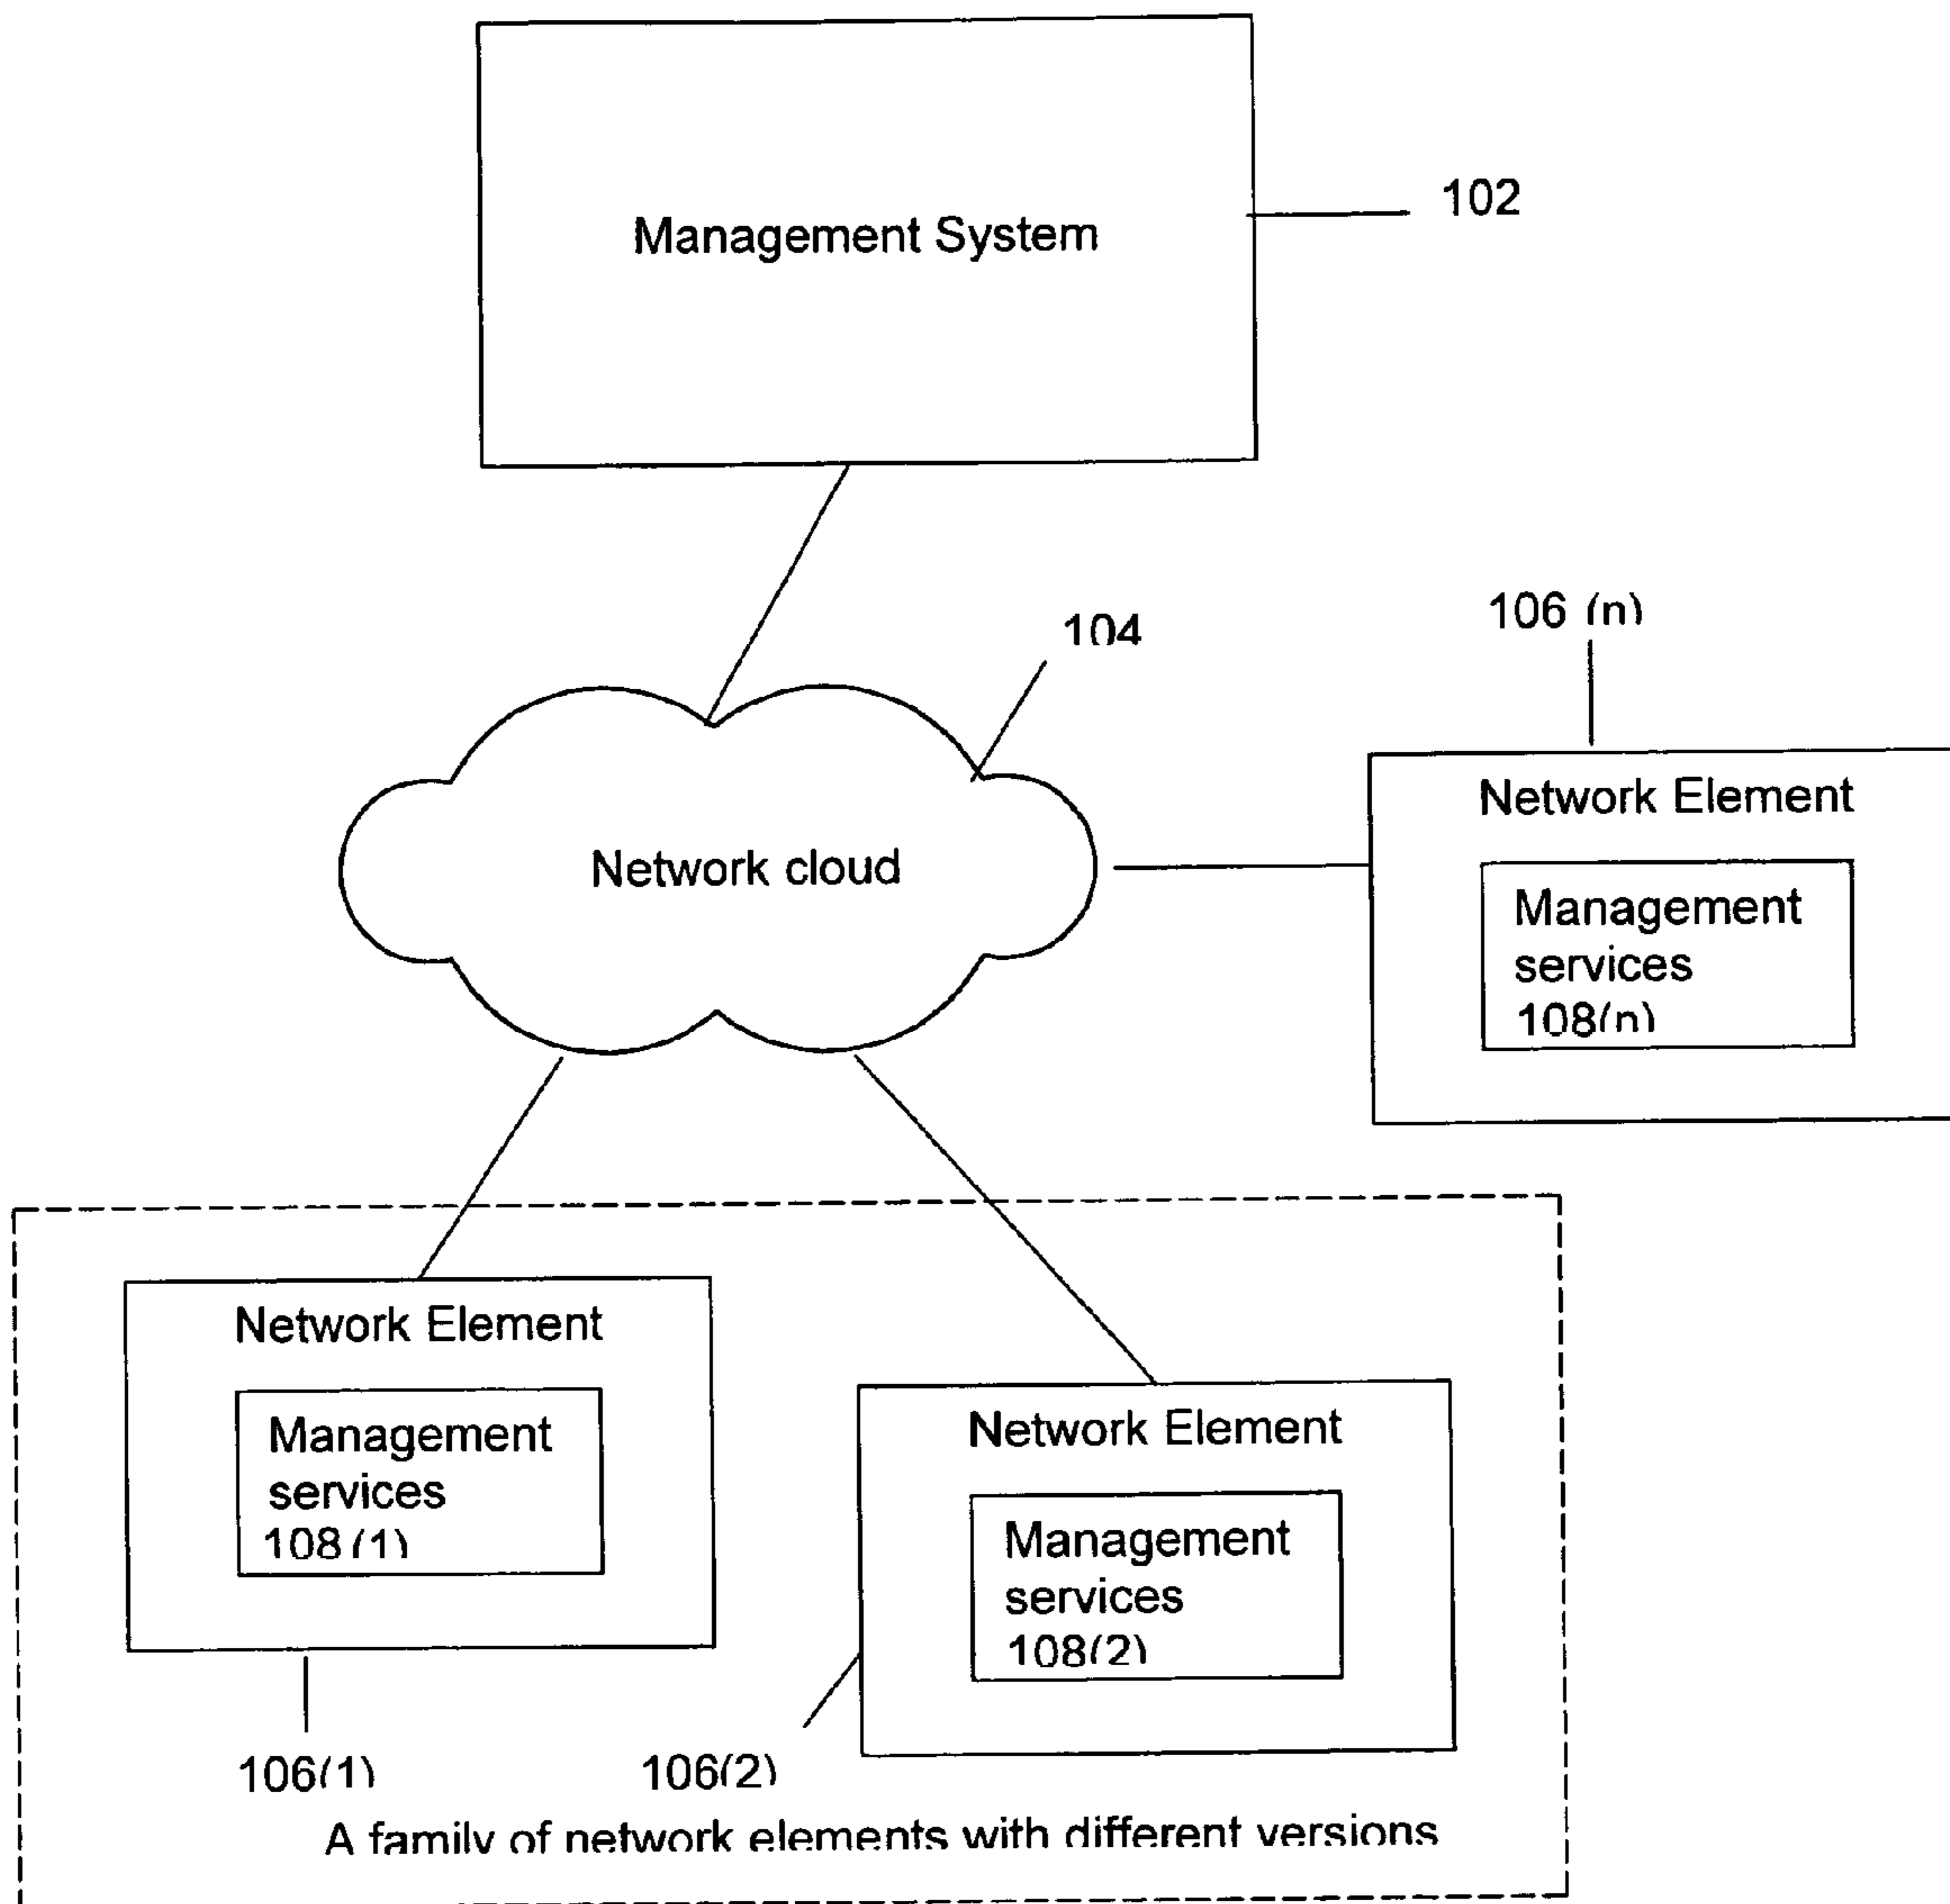 Management System
102
104
106 (n)
Network cloud
Network Element
Management
services
108(n)
Network Element
Management
services
108 (1)
Network Element
Management
services
108(2)
106(1)
106(2)
A family of network elements with different versions